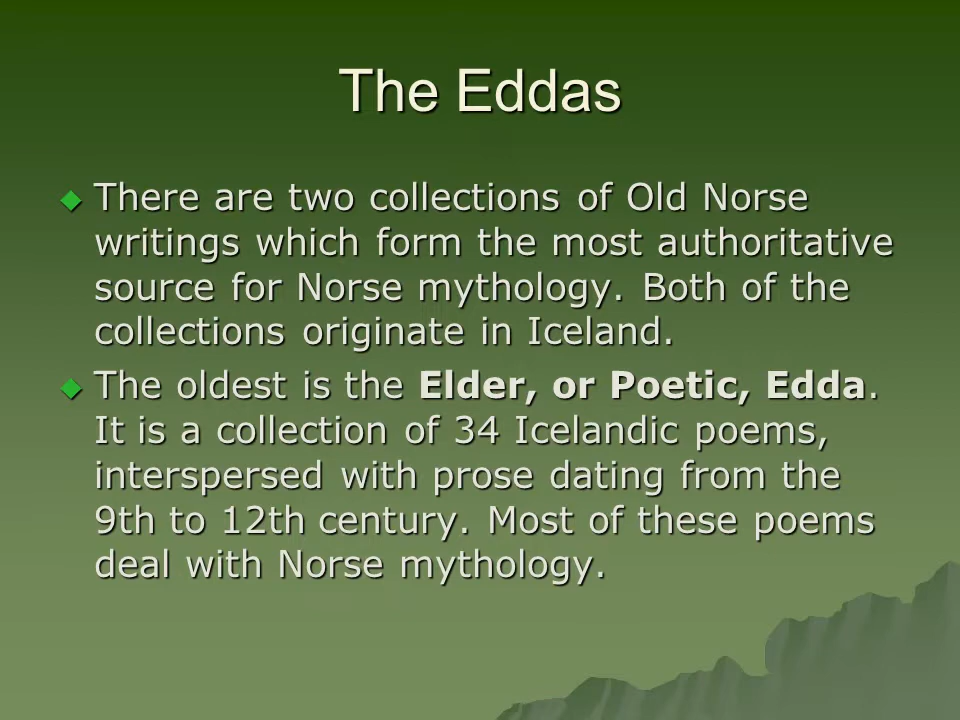 The Eddas
There are two collections of Old Norse
writings which form the most authoritative
source for Norse mythology. Both of the
collections originate in Iceland.
The oldest is the Elder, or Poetic, Edda.
It is a collection of 34 Icelandic poems,
interspersed with prose dating from the
9th to 12th century. Most of these poems
deal with Norse mythology.